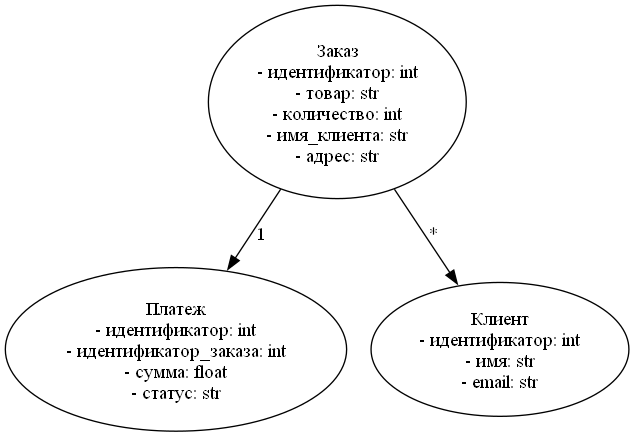 Заказ
- идентификатор: int
- товар: str
- количество: int
- имя_клиента: str
- адрес: str
1
*
Платеж
- идентификатор: int
- идентификатор_заказа: int
- сумма: float
- статус: str
Клиент
- идентификатор: int
- имя: str
- email: str